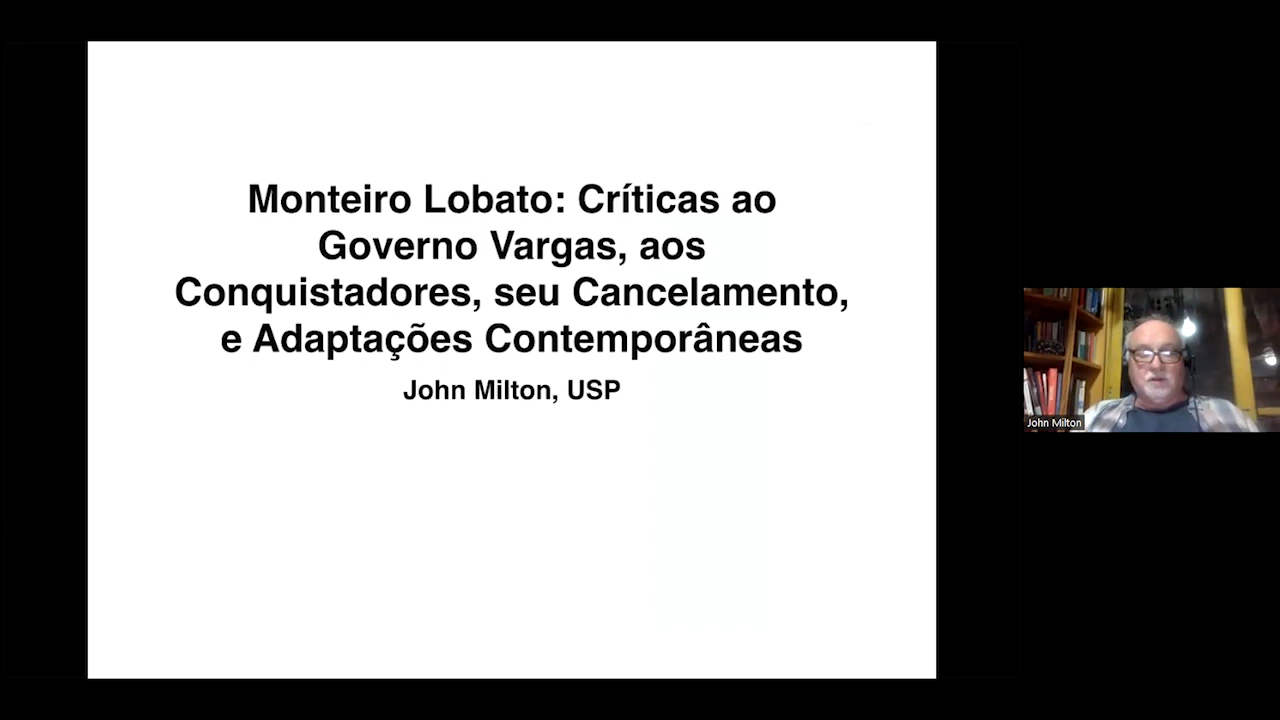 Monteiro Lobato: Críticas ao
Governo Vargas, aos
Conquistadores, seu Cancelamento,
e Adaptações Contemporâneas
John Milton, USP
John Milton